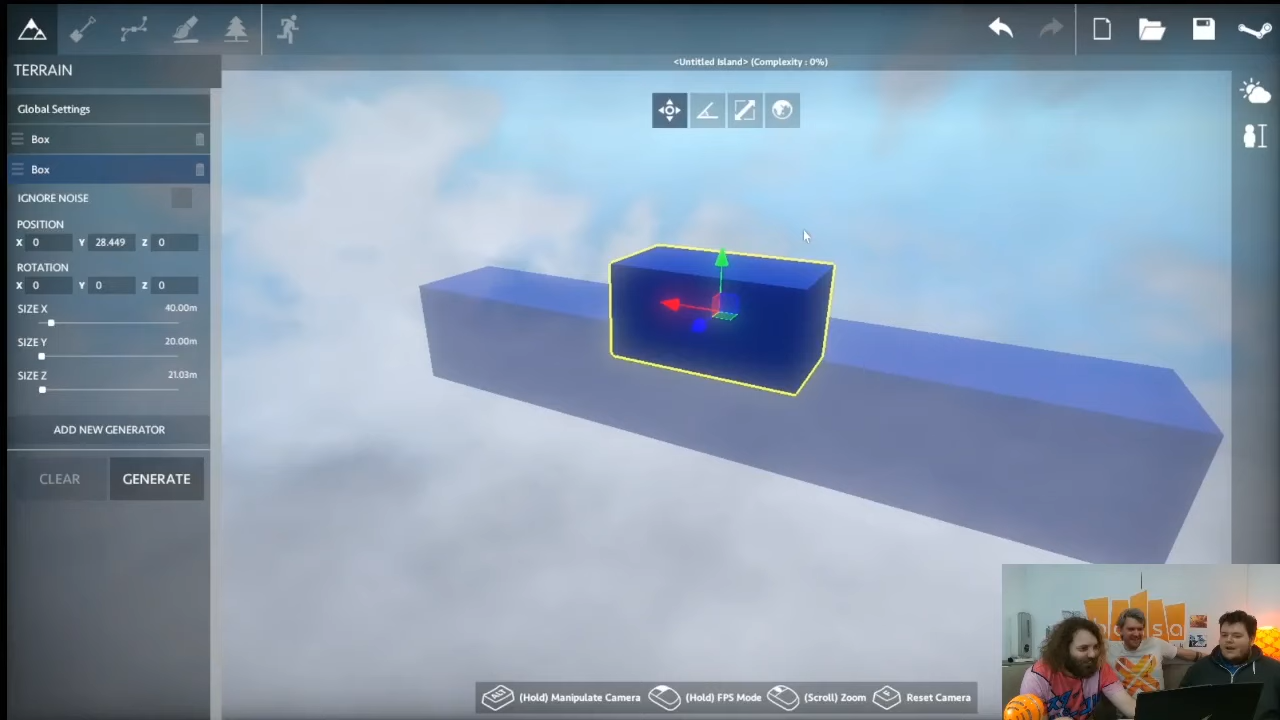 <Untitled Island> (Complexity : 0%)
TERRAIN
Global Settings
Box
Box
IGNORE NOISE
POSITION
X 0 Y 28.449 Z 0
ROTATION
X 0 Y 0 Z 0
SIZE X 40.00m
SIZE Y 20.00m
SIZE Z 21.03m
ADD NEW GENERATOR
CLEAR GENERATE
(Hold) Manipulate Camera (Hold) FPS Mode (Scroll) Zoom Reset Camera